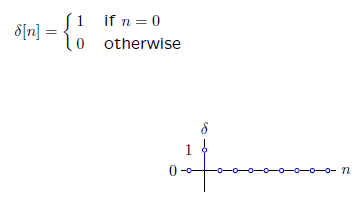 δ[n] = { 1 if n = 0
0 otherwise
δ
1
0
n